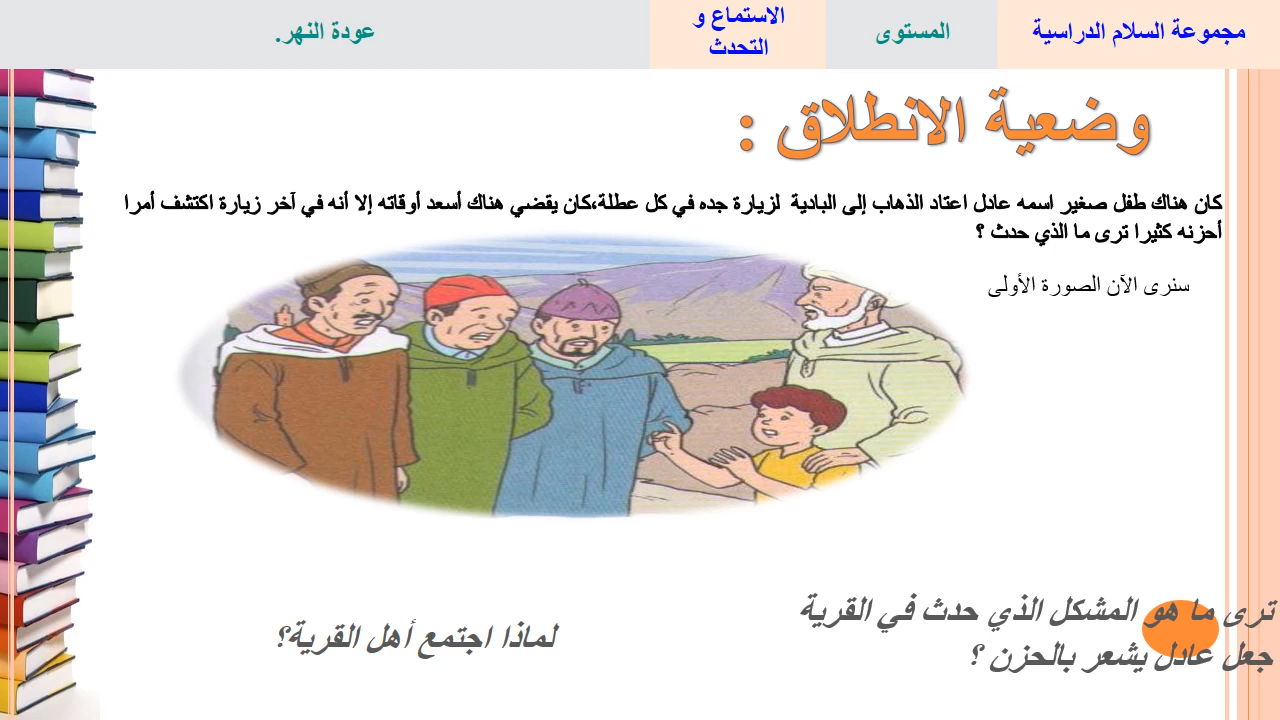 مجموعة السلام الدراسية
المستوى
الاستماع و
التحدث
عودة النهر.
وضعية الانطلاق :
كان هناك طفل صغير اسمه عادل اعتاد الذهاب إلى البادية لزيارة جده في كل عطلة،كان يقضي هناك أسعد أوقاته إلا أنه في آخر زيارة اكتشف أمرا
أحزنه كثيرا ترى ما الذي حدث ؟
سنرى الآن الصورة الأولى
ترى ما هو المشكل الذي حدث في القرية
جعل عادل يشعر بالحزن ؟
لماذا اجتمع أهل القرية؟